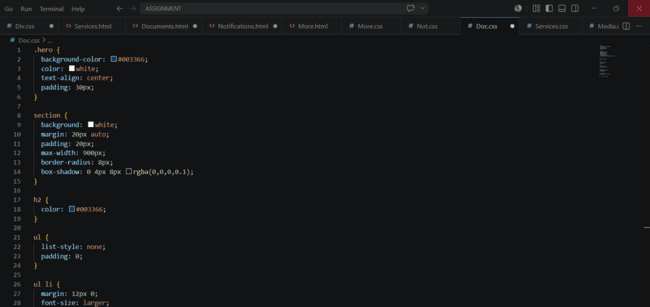 Go Run Terminal Help ASSIGNMENT
Div.css Services.html Documents.html Notifications.html More.html More.css Not.css Doc.css Services.css Media.
Doc.css > ...
1 .hero {
2 background-color: #003366;
3 color: white;
4 text-align: center;
5 padding: 30px;
6 }
7
8 section {
9 background: white;
10 margin: 20px auto;
11 padding: 20px;
12 max-width: 900px;
13 border-radius: 8px;
14 box-shadow: 0 4px 8px rgba(0,0,0,0.1);
15 }
16
17 h2 {
18 color: #003366;
19 }
20
21 ul {
22 list-style: none;
23 padding: 0;
24 }
25
26 ul li {
27 margin: 12px 0;
28 font-size: larger;